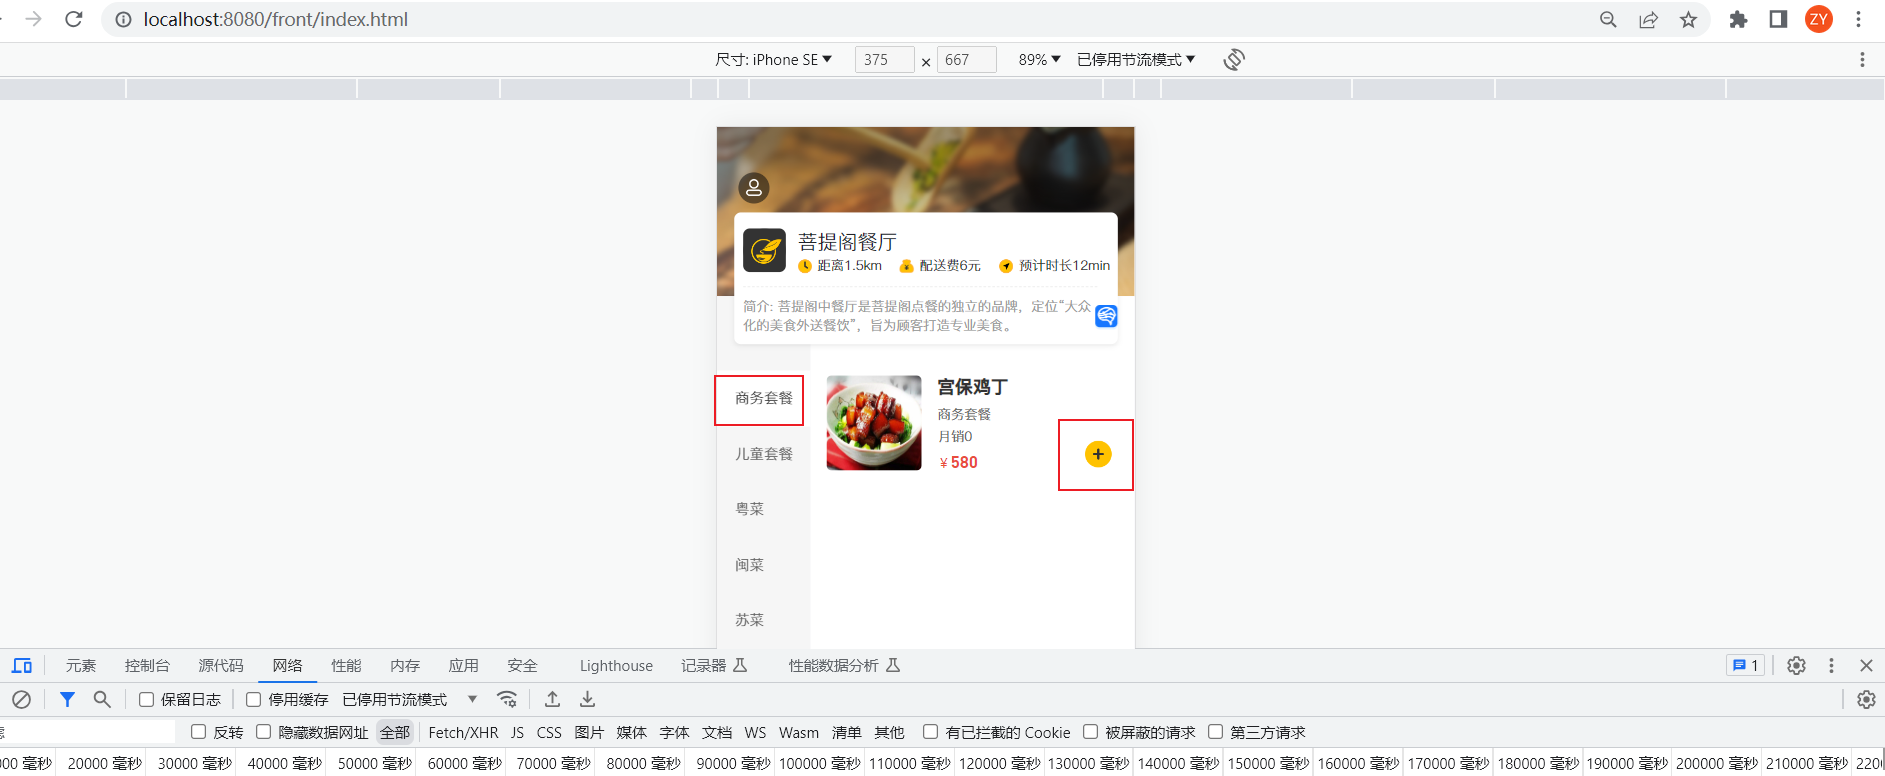 localhost:8080/front/index.html
ZY
尺寸: iPhone SE
375 × 667
89%
已停用节流模式
菩提阁餐厅
距离1.5km 配送费6元 预计时长12min
简介: 菩提阁中餐厅是菩提阁点餐的独立的品牌，定位“大众
化的美食外送餐饮”，旨为顾客打造专业美食。
商务套餐
儿童套餐
粤菜
闽菜
苏菜
宫保鸡丁
商务套餐
月销0
￥580
元素 控制台 源代码 网络 性能 内存 应用 安全 Lighthouse 记录器 性能数据分析 1
保留日志 停用缓存 已停用节流模式
反转 隐藏数据网址 全部 Fetch/XHR JS CSS 图片 媒体 字体 文档 WS Wasm 清单 其他 有已拦截的 Cookie 被屏蔽的请求 第三方请求
00 毫秒 20000 毫秒 30000 毫秒 40000 毫秒 50000 毫秒 60000 毫秒 70000 毫秒 80000 毫秒 90000 毫秒 100000 毫秒 110000 毫秒 120000 毫秒 130000 毫秒 140000 毫秒 150000 毫秒 160000 毫秒 170000 毫秒 180000 毫秒 190000 毫秒 200000 毫秒 210000 毫秒 2200